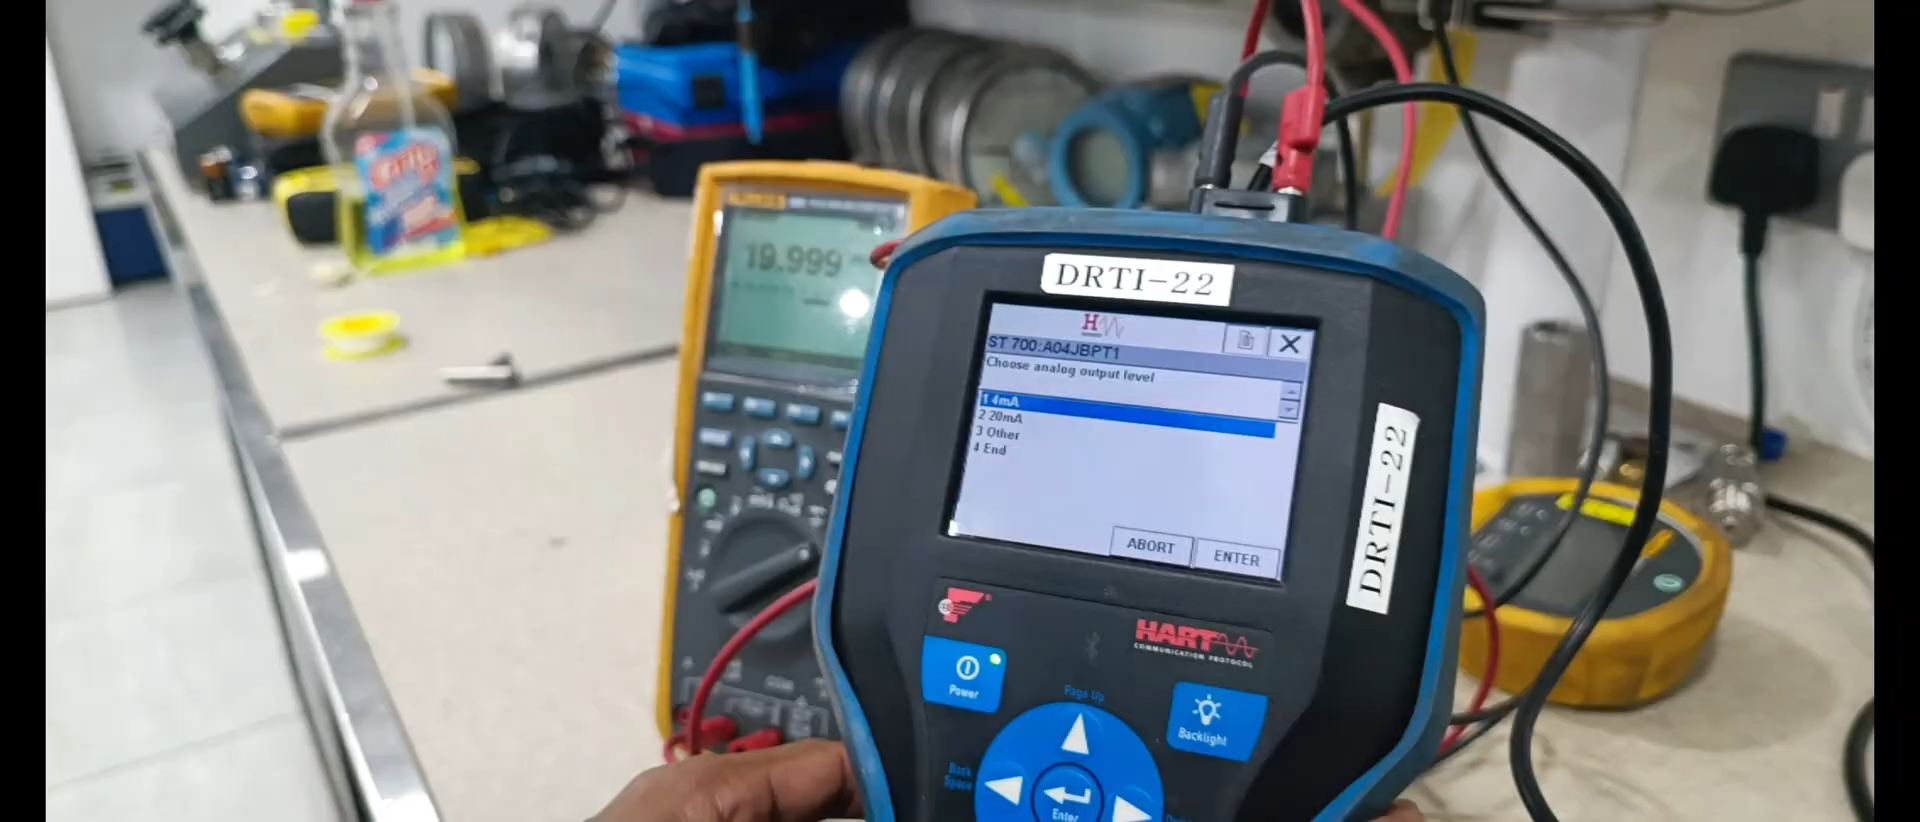 19.999
DRTI-22
ST 700:A04JBPT1
Choose analog output level
1 4mA
2 20mA
3 Other
4 End
ABORT
ENTER
DRTI-22
HART
COMMUNICATION PROTOCOL
Power
Page Up
Backlight
Back
Space
Enter